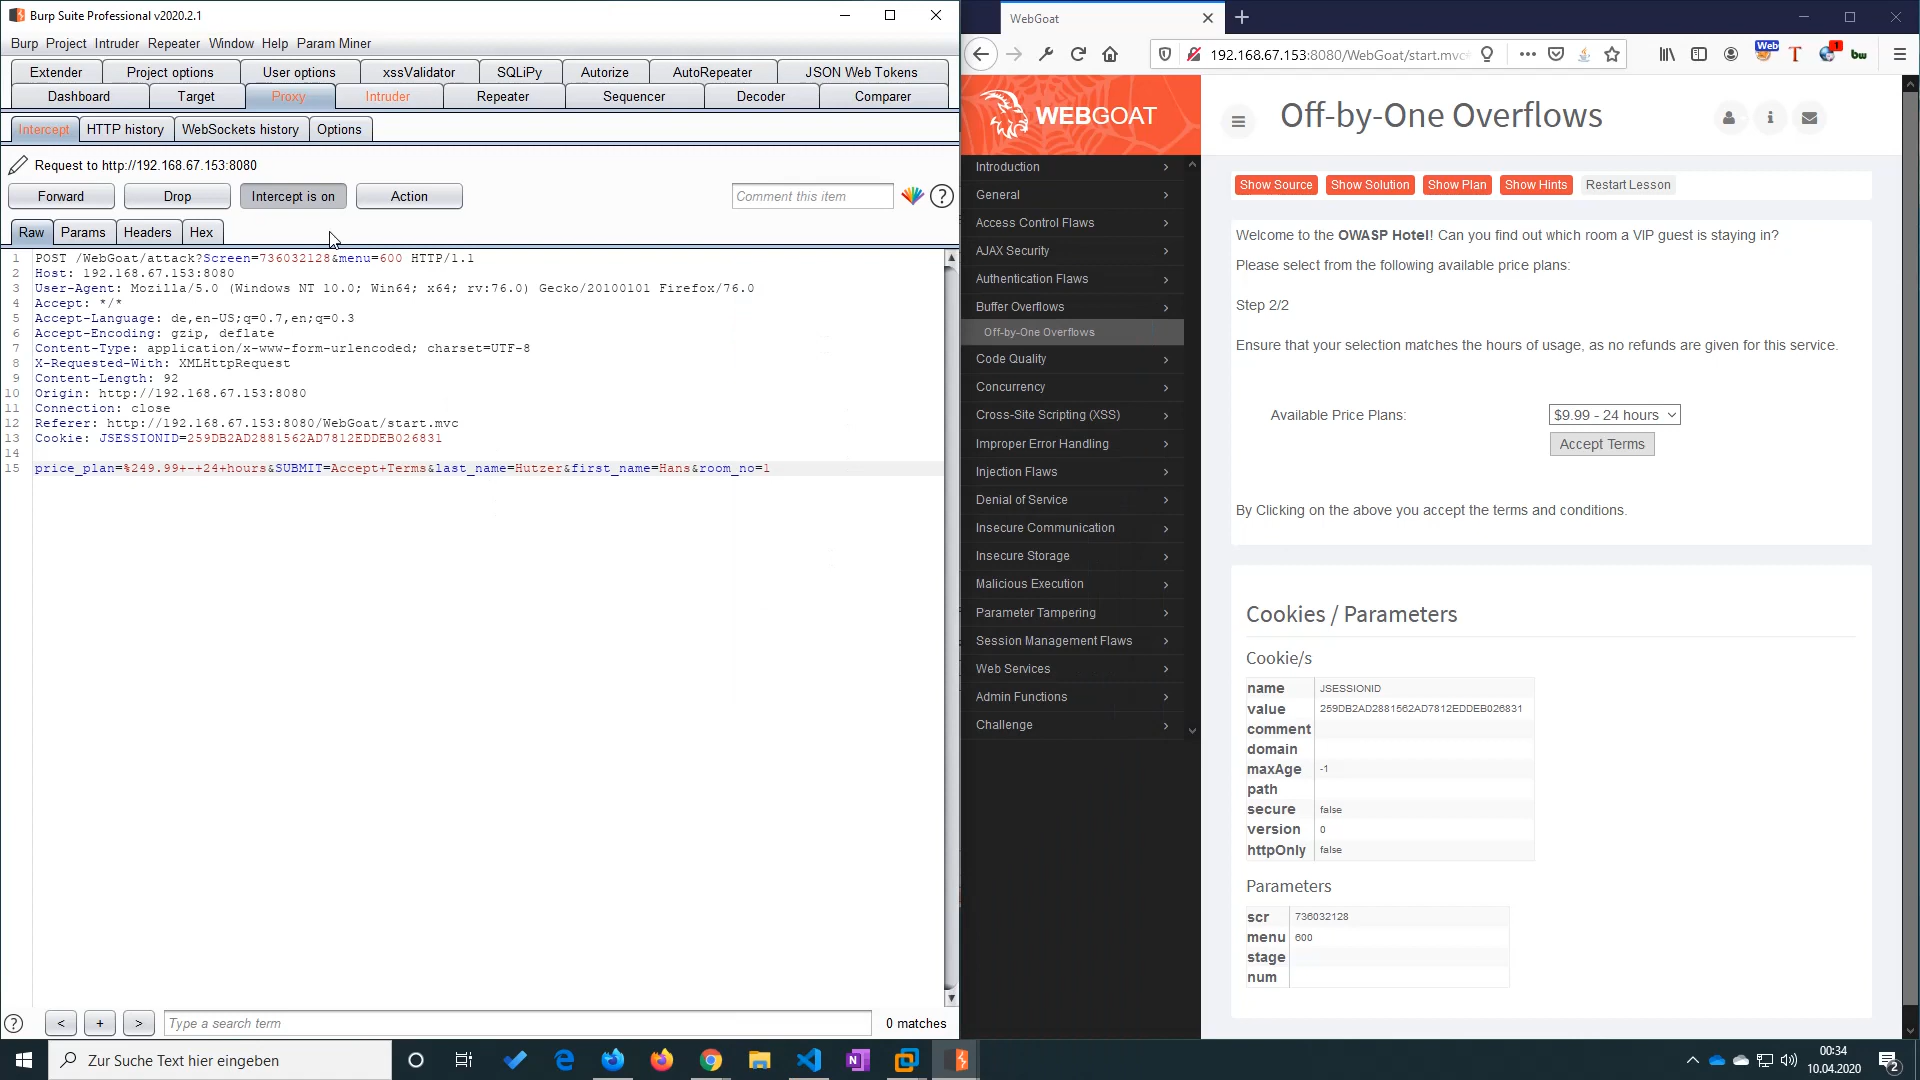 Burp Suite Professional v2020.2.1
Burp Project Intruder Repeater Window Help Param Miner
Extender Project options User options xssValidator SQLiPy Autorize AutoRepeater JSON Web Tokens
Dashboard Target Proxy Intruder Repeater Sequencer Decoder Comparer
Intercept HTTP history WebSockets history Options
Request to http://192.168.67.153:8080
Forward Drop Intercept is on Action Comment this item ?
Raw Params Headers Hex
1 POST /WebGoat/attack?Screen=736032128&menu=600 HTTP/1.1
2 Host: 192.168.67.153:8080
3 User-Agent: Mozilla/5.0 (Windows NT 10.0; Win64; x64; rv:76.0) Gecko/20100101 Firefox/76.0
4 Accept: */*
5 Accept-Language: de,en-US;q=0.7,en;q=0.3
6 Accept-Encoding: gzip, deflate
7 Content-Type: application/x-www-form-urlencoded; charset=UTF-8
8 X-Requested-With: XMLHttpRequest
9 Content-Length: 92
10 Origin: http://192.168.67.153:8080
11 Connection: close
12 Referer: http://192.168.67.153:8080/WebGoat/start.mvc
13 Cookie: JSESSIONID=259DB2AD2881562AD7812EDDEB026831
14
15 price_plan=%249.99+-+24+hours&SUBMIT=Accept+Terms&last_name=Hutzer&first_name=Hans&room_no=1
? < + > Type a search term 0 matches
WebGoat
192.168.67.153:8080/WebGoat/start.mvc
Web T 1 bw
WEBGOAT
Introduction
General
Access Control Flaws
AJAX Security
Authentication Flaws
Buffer Overflows
Off-by-One Overflows
Code Quality
Concurrency
Cross-Site Scripting (XSS)
Improper Error Handling
Injection Flaws
Denial of Service
Insecure Communication
Insecure Storage
Malicious Execution
Parameter Tampering
Session Management Flaws
Web Services
Admin Functions
Challenge
Off-by-One Overflows
Show Source Show Solution Show Plan Show Hints Restart Lesson
Welcome to the OWASP Hotel! Can you find out which room a VIP guest is staying in?
Please select from the following available price plans:
Step 2/2
Ensure that your selection matches the hours of usage, as no refunds are given for this service.
Available Price Plans: $9.99 - 24 hours
Accept Terms
By Clicking on the above you accept the terms and conditions.
Cookies / Parameters
Cookie/s
name JSESSIONID
value 259DB2AD2881562AD7812EDDEB026831
comment
domain
maxAge -1
path
secure false
version 0
httpOnly false
Parameters
scr 736032128
menu 600
stage
num
Zur Suche Text hier eingeben
00:34
10.04.2020
2